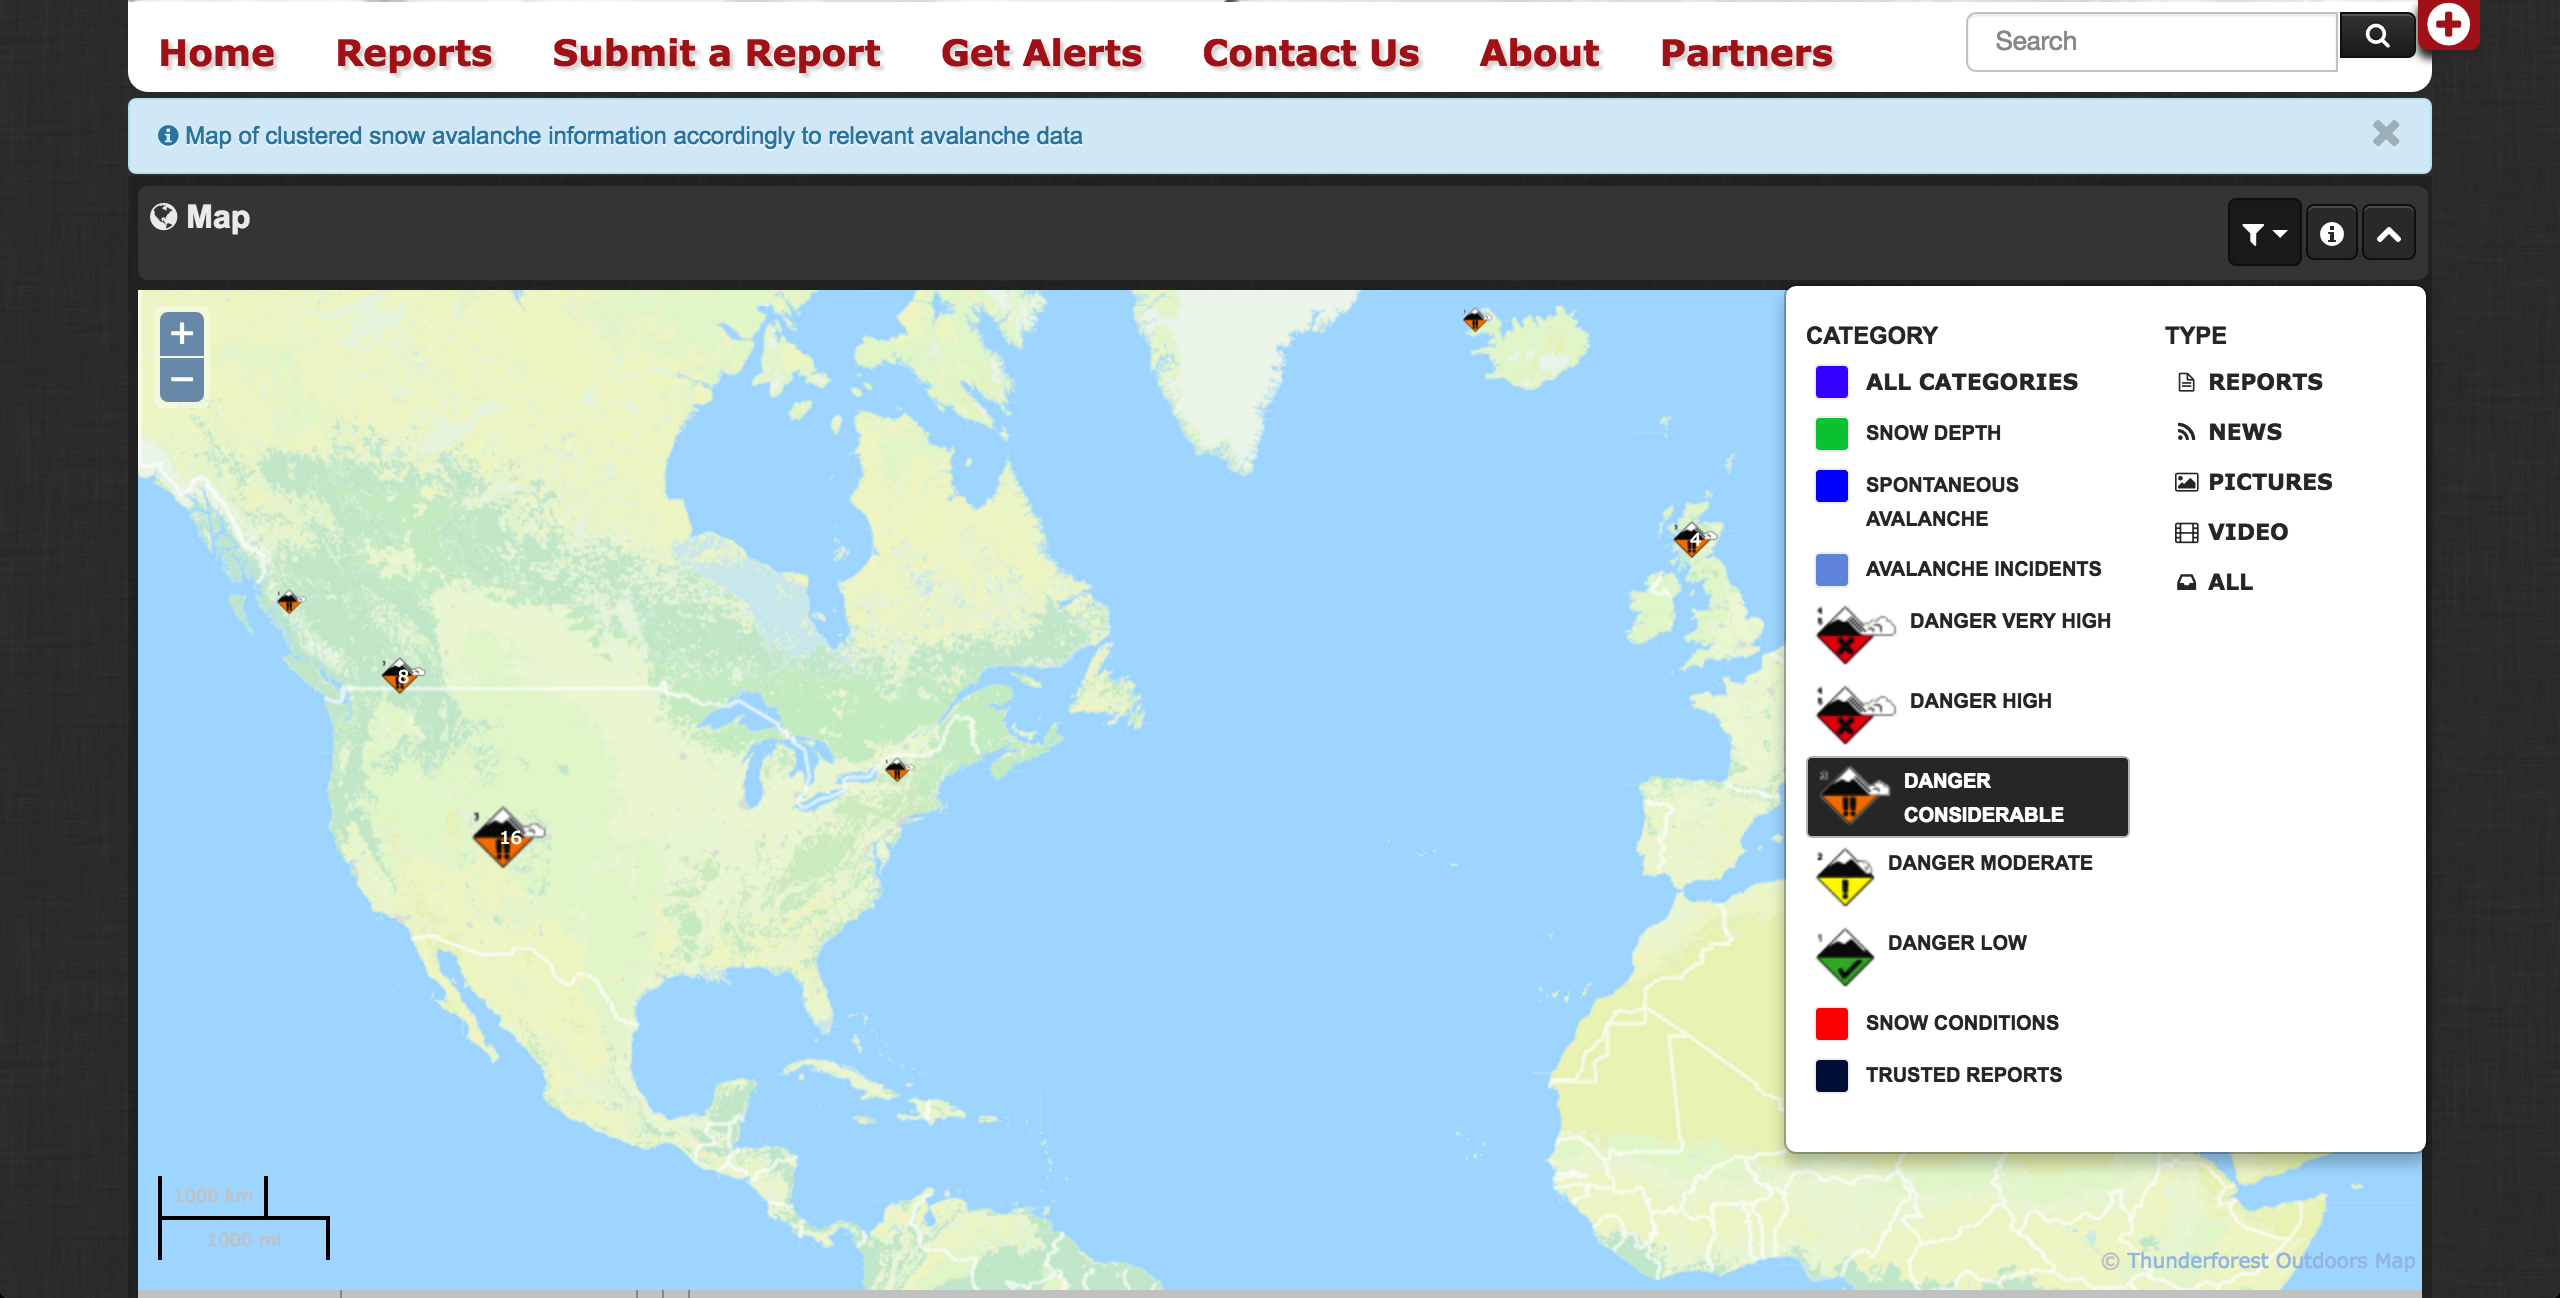 Home Reports Submit a Report Get Alerts Contact Us About Partners Search
Map of clustered snow avalanche information accordingly to relevant avalanche data
Map
CATEGORY
ALL CATEGORIES
SNOW DEPTH
SPONTANEOUS
AVALANCHE
AVALANCHE INCIDENTS
DANGER VERY HIGH
DANGER HIGH
DANGER
CONSIDERABLE
DANGER MODERATE
DANGER LOW
SNOW CONDITIONS
TRUSTED REPORTS
TYPE
REPORTS
NEWS
PICTURES
VIDEO
ALL
4
8
16
1000 km
1000 mi
© Thunderforest Outdoors Map